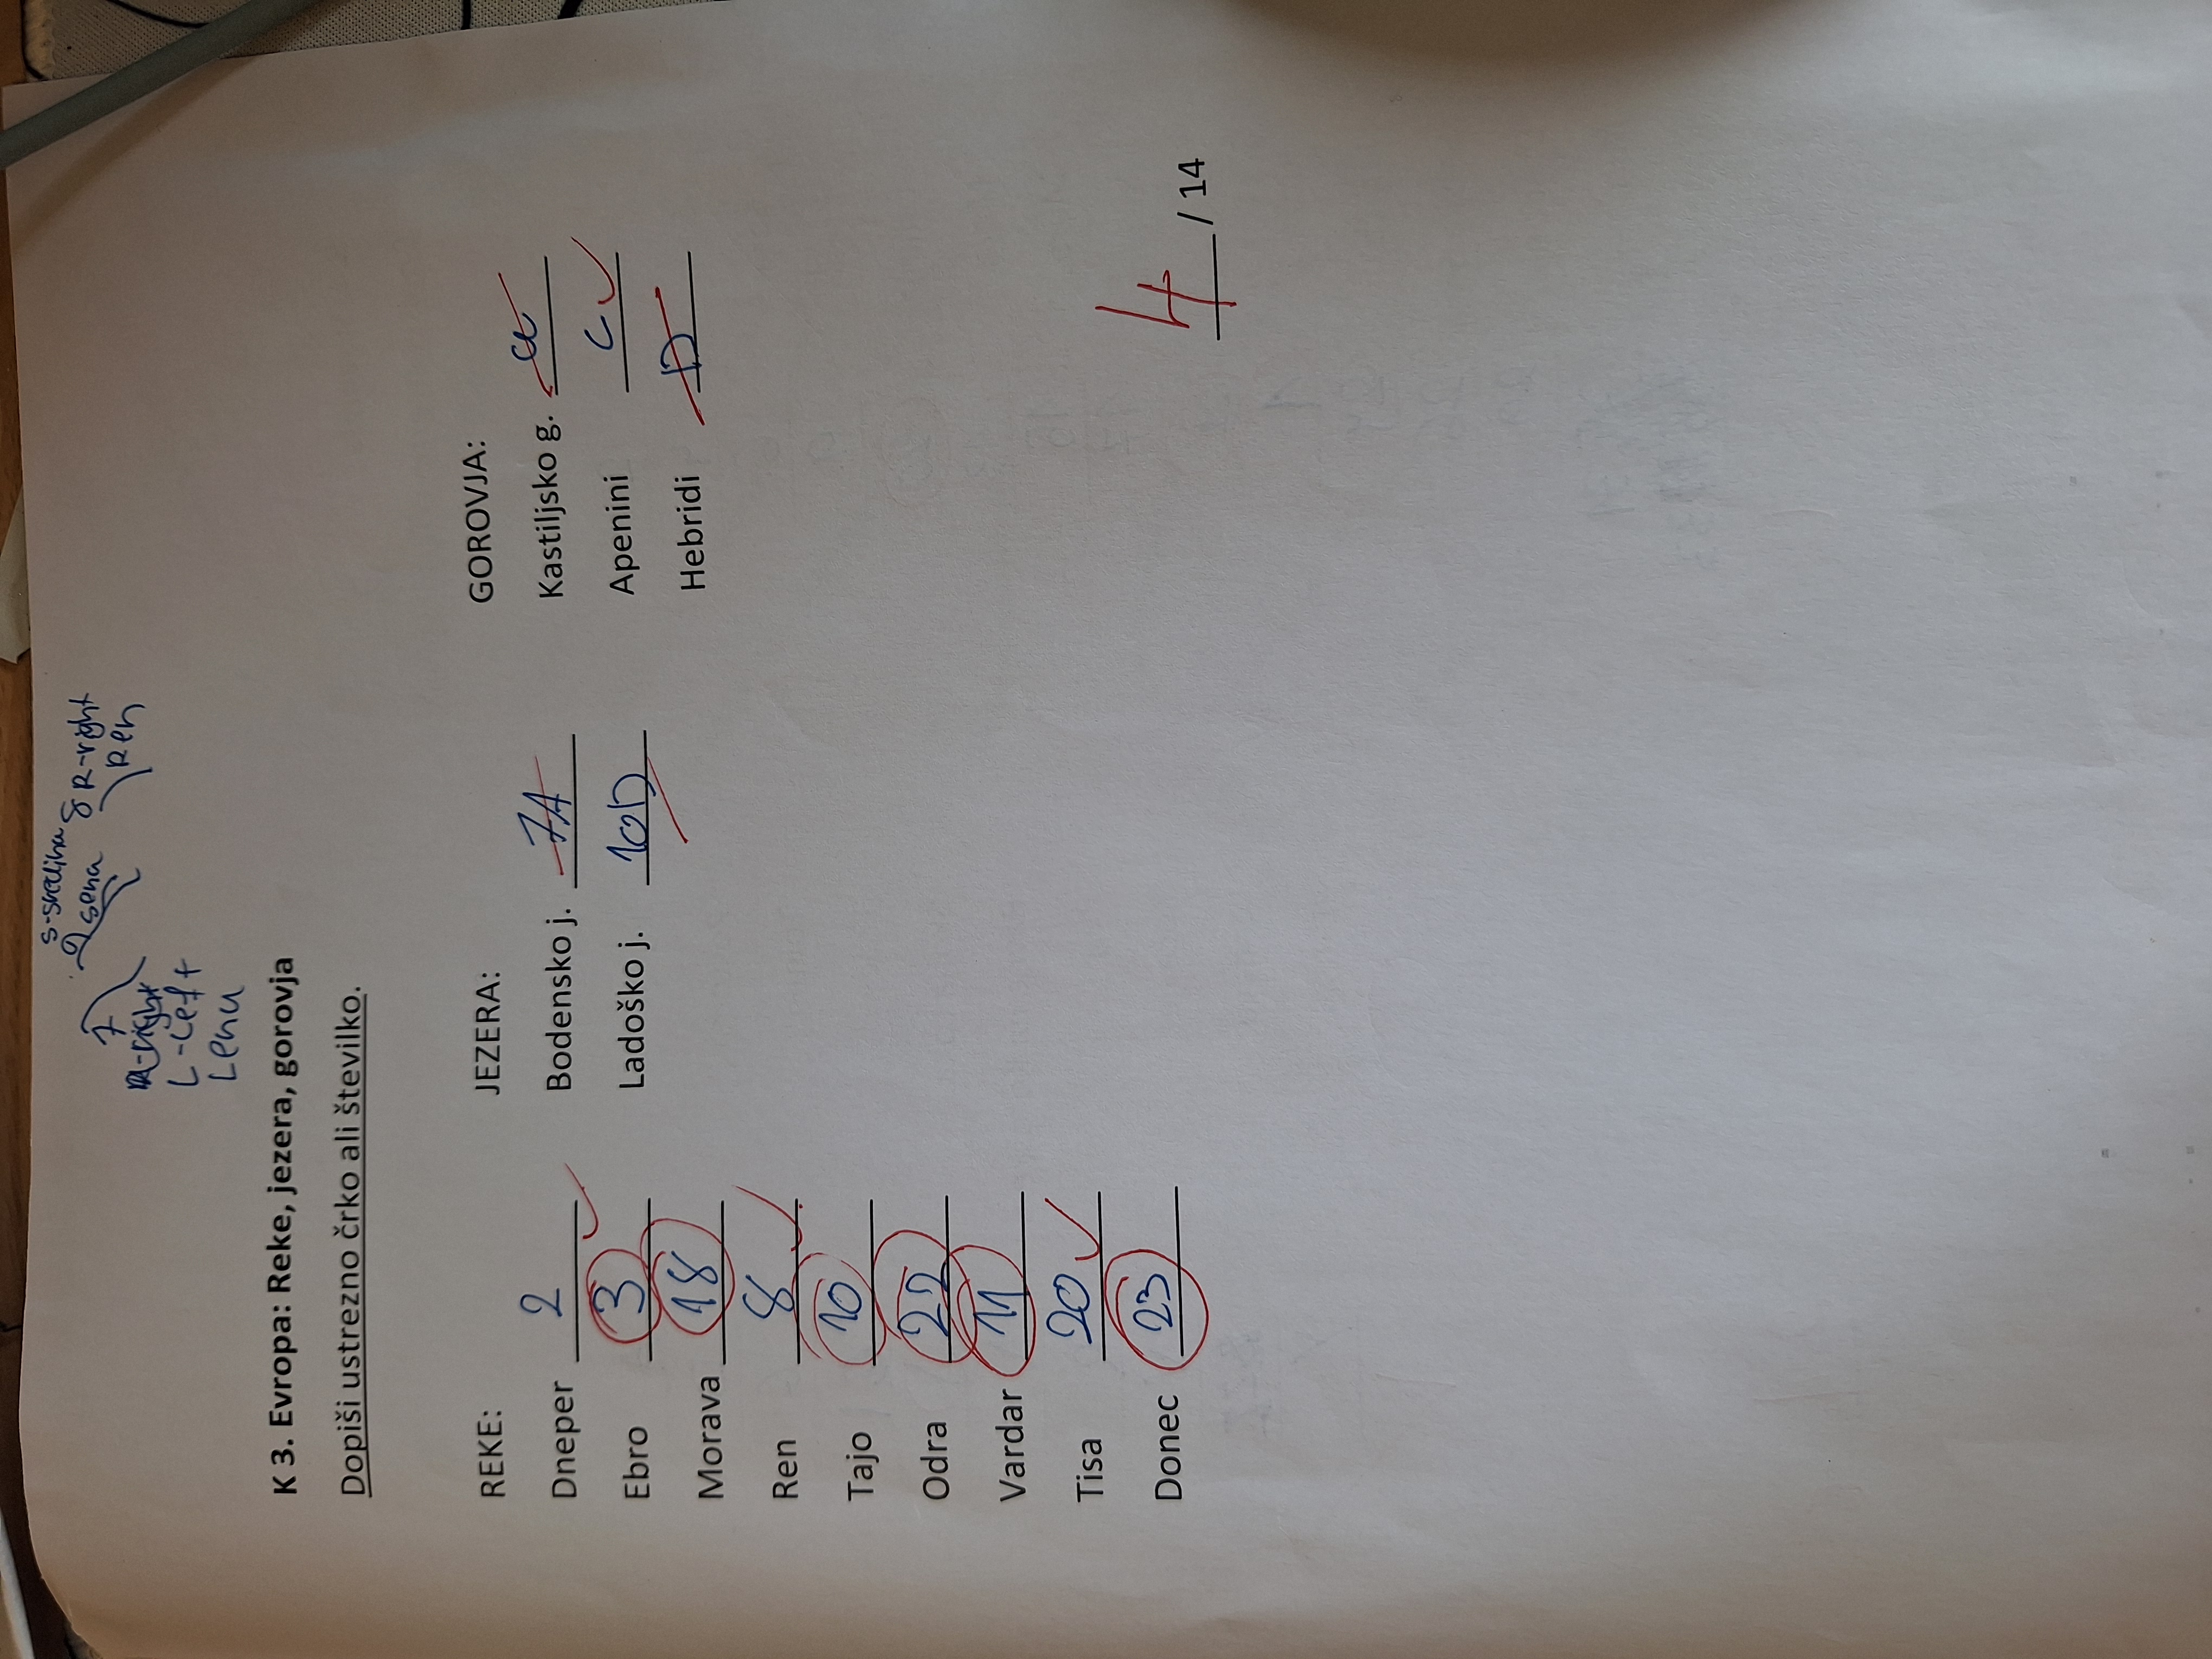 s-sredina
9 sena
8 R-right
Ren
7
R-right
L-Left
Lena
K 3. Evropa: Reke, jezera, gorovja
Dopiši ustrezno črko ali številko.
REKE:
Dneper 2
Ebro 3
Morava 18
Ren 8
Tajo 10
Odra 22
Vardar 11
Tisa 20
Donec 23
JEZERA:
Bodensko j. 7A
Ladoško j. 10D
GOROVJA:
Kastiljsko g.
Apenini C
Hebridi D
4 / 14